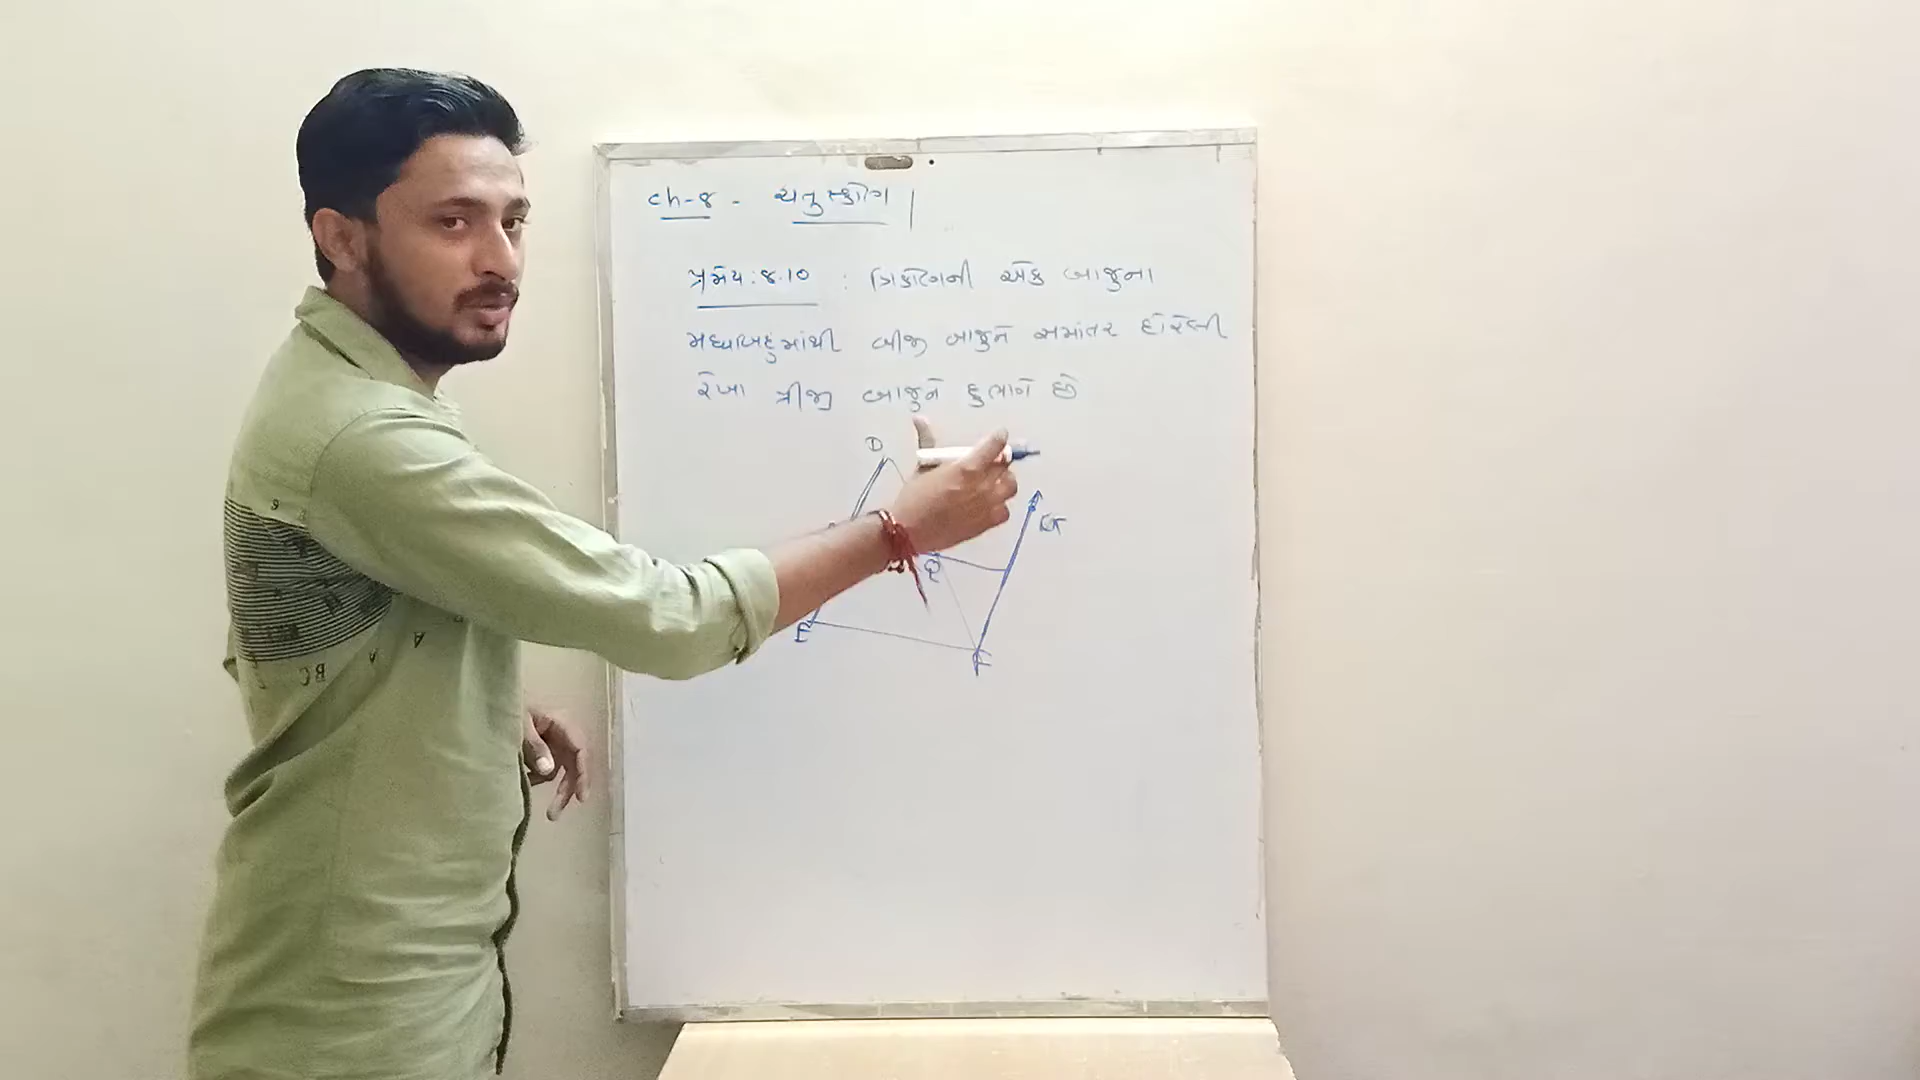 Ch-8 - ચતુષ્કોણ
પ્રમેય : 8.10 : ત્રિકોણની એક બાજુના
મધ્યબિંદુમાંથી બીજી બાજુને સમાંતર દોરેલી
રેખા ત્રીજી બાજુને દુભાગે છે
D
G
E
F